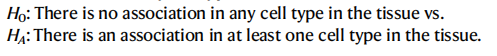 H₀: There is no association in any cell type in the tissue vs.
Hₐ: There is an association in at least one cell type in the tissue.